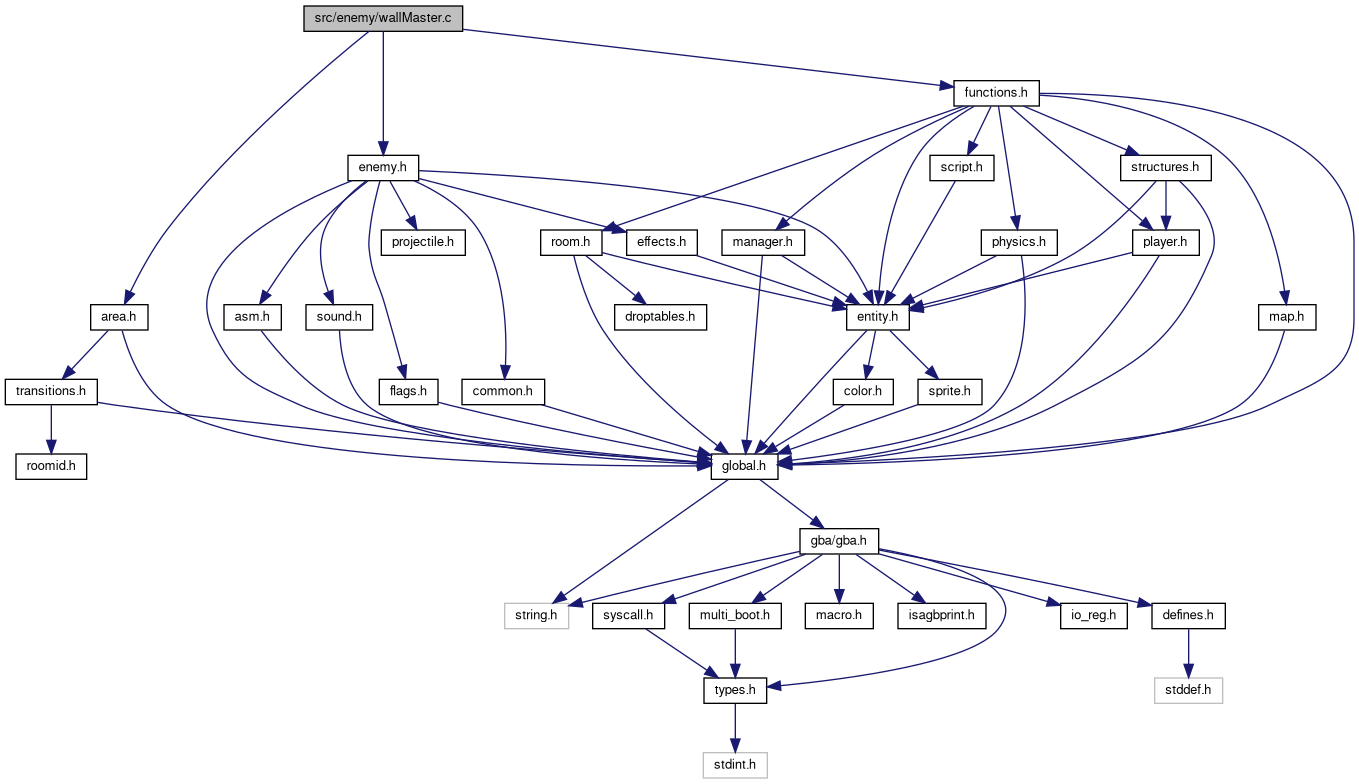 src/enemy/wallMaster.c
functions.h
enemy.h
script.h
structures.h
projectile.h
room.h
effects.h
manager.h
physics.h
player.h
area.h
asm.h
sound.h
droptables.h
entity.h
map.h
transitions.h
flags.h
common.h
color.h
sprite.h
roomid.h
global.h
gba/gba.h
string.h
syscall.h
multi_boot.h
macro.h
isagbprint.h
io_reg.h
defines.h
types.h
stddef.h
stdint.h